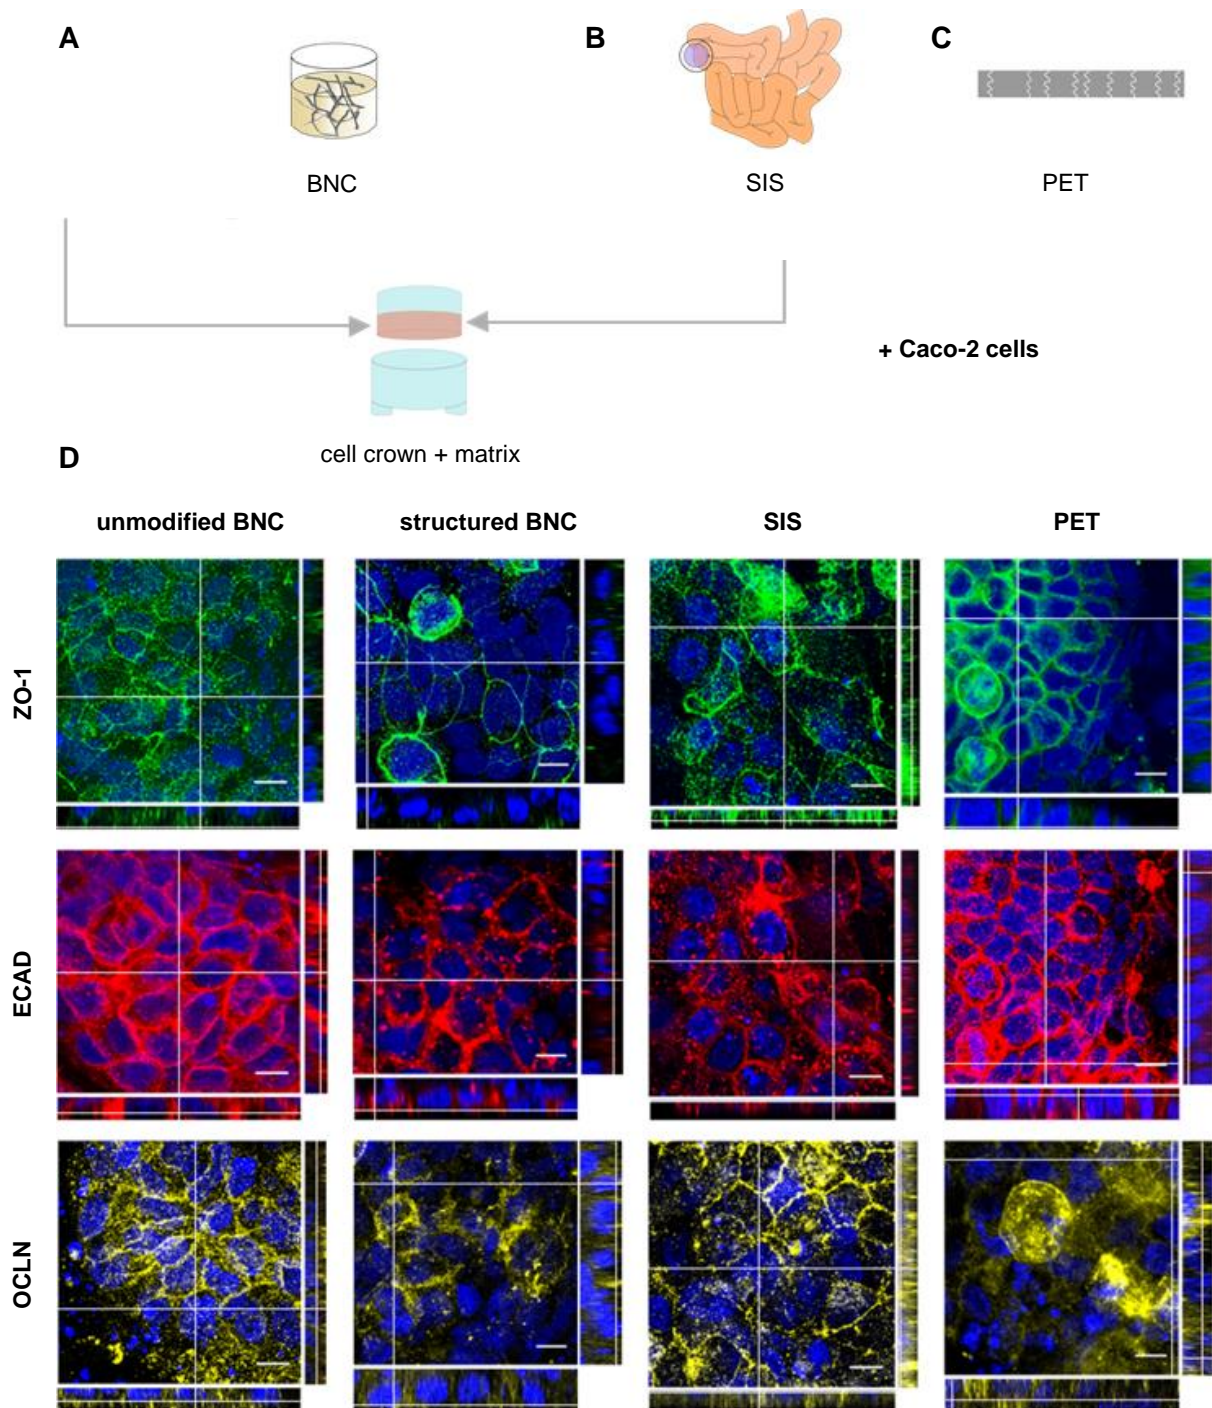 A
B
C
BNC
SIS
PET
+ Caco-2 cells
cell crown + matrix
D
unmodified BNC
structured BNC
SIS
PET
ZO-1
ECAD
OCLN